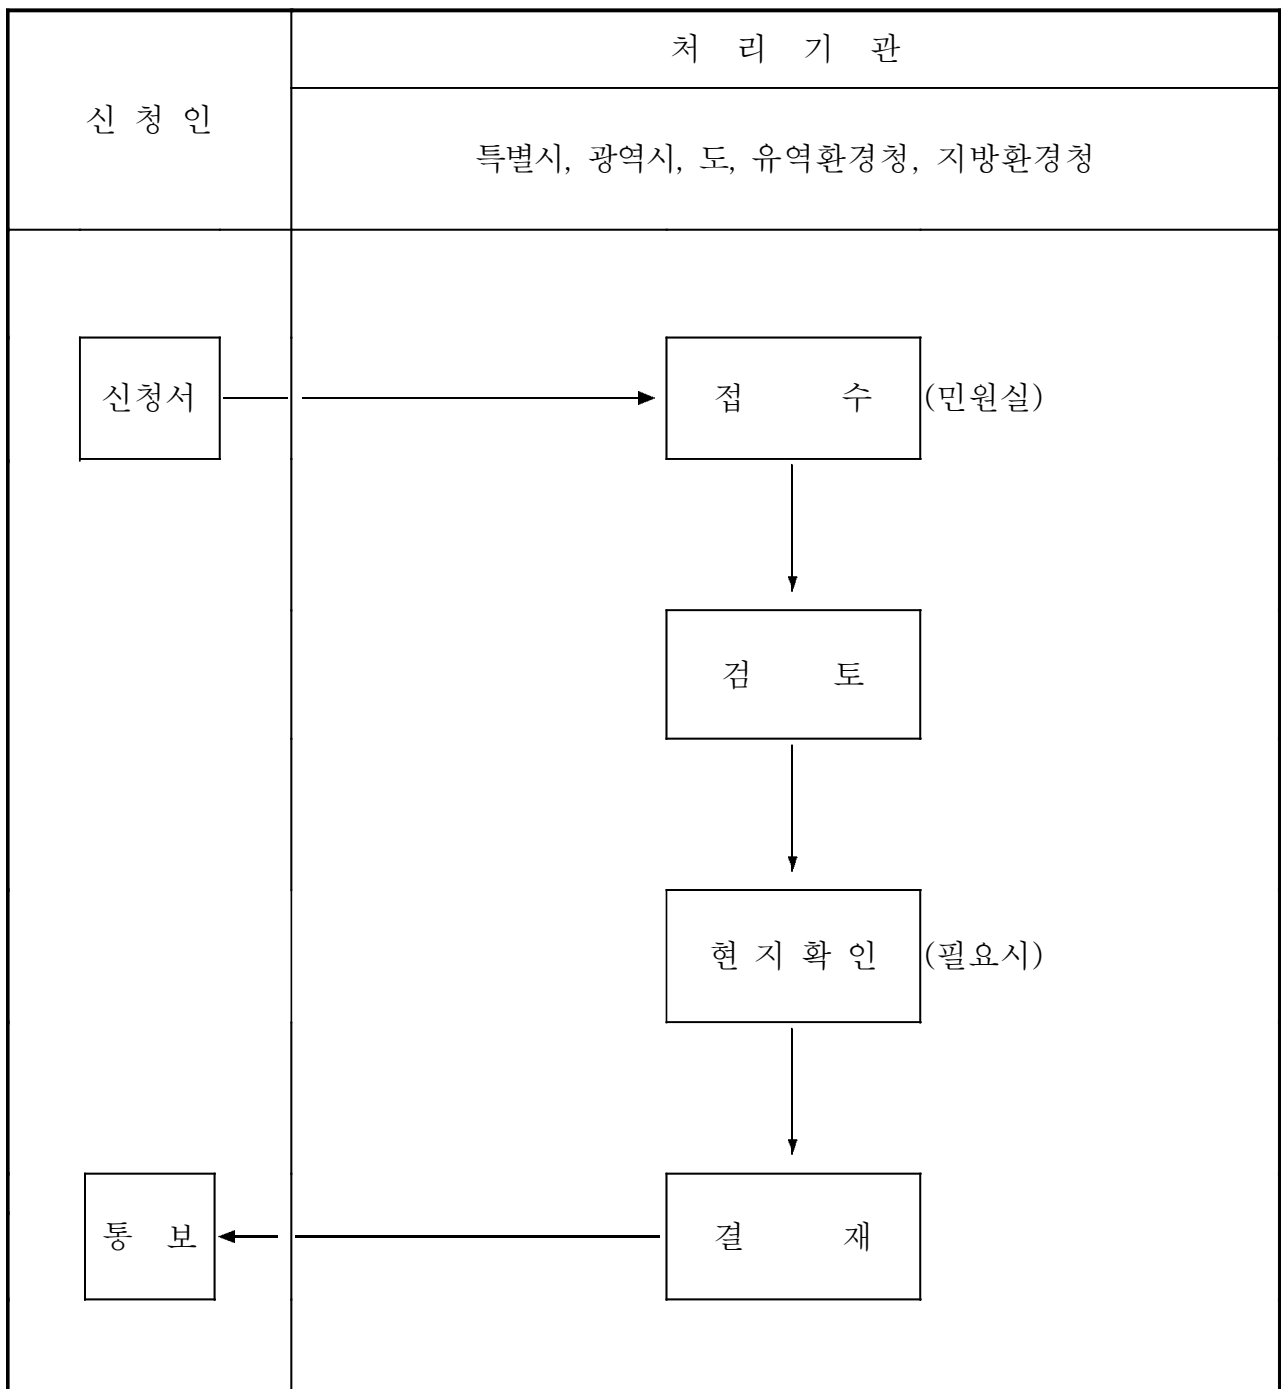 처 리 기 관
신 청 인
특별시, 광역시, 도, 유역환경청, 지방환경청
신청서
접 수 (민원실)
검 토
현 지 확 인 (필요시)
통 보
결 재